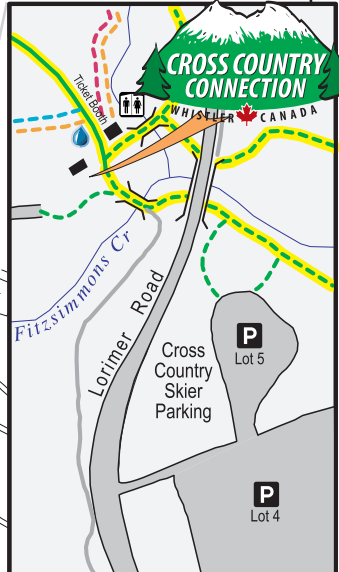 CROSS COUNTRY
CONNECTION
WHISTLER CANADA
Ticket Booth
Fitzsimmons Cr
Lorimer Road
Cross
Country
Skier
Parking
P
Lot 5
P
Lot 4